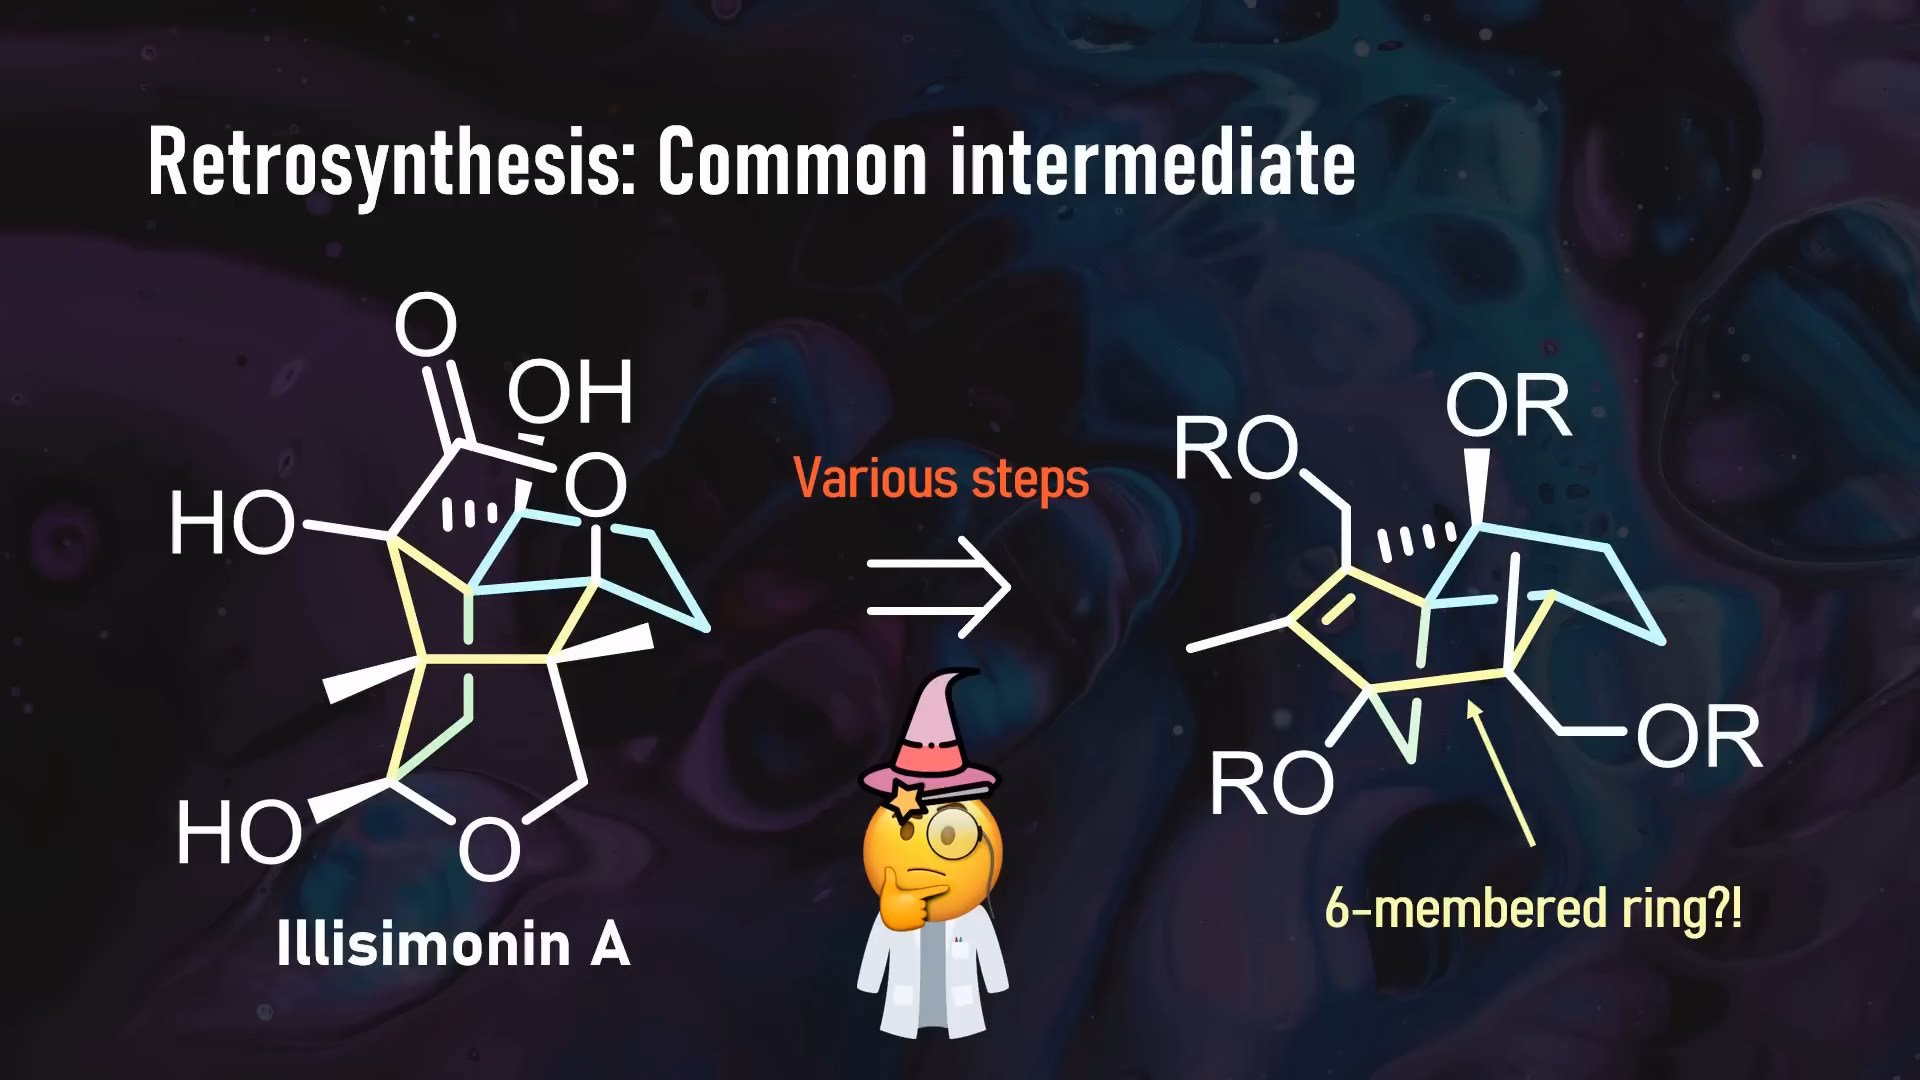 Retrosynthesis: Common intermediate
O
OH
O
HO
HO
O
Illisimonin A
Various steps
OR
RO
OR
RO
6-membered ring?!